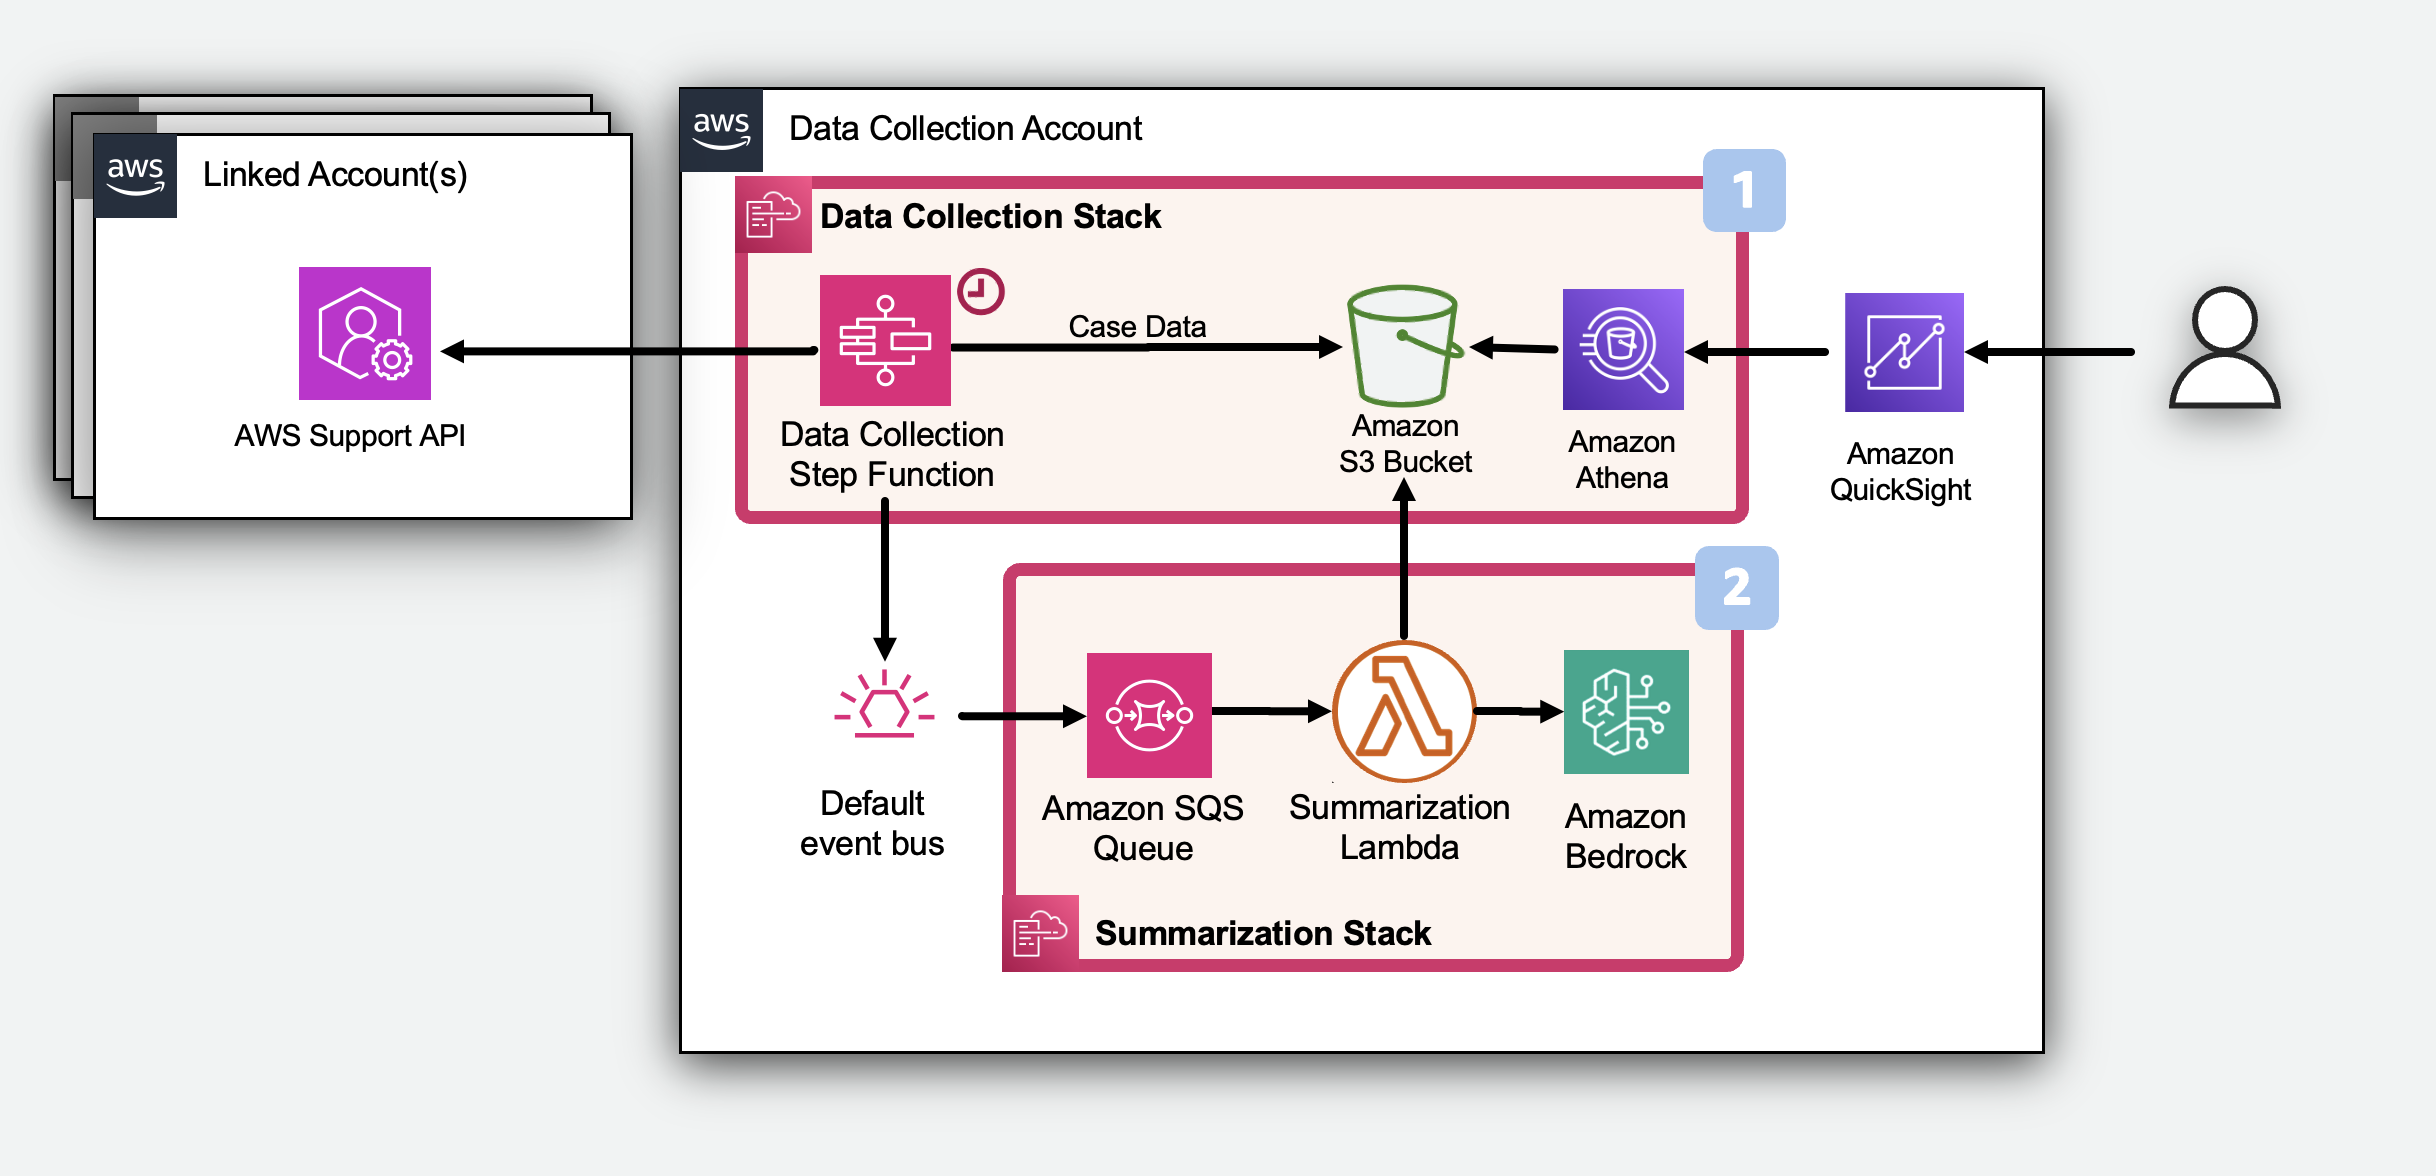 aws
Linked Account(s)
AWS Support API
aws
Data Collection Account
1
Data Collection Stack
Case Data
Data Collection
Step Function
Amazon
S3 Bucket
Amazon
Athena
Amazon
QuickSight
2
Default
event bus
Amazon SQS
Queue
Summarization
Lambda
Amazon
Bedrock
Summarization Stack